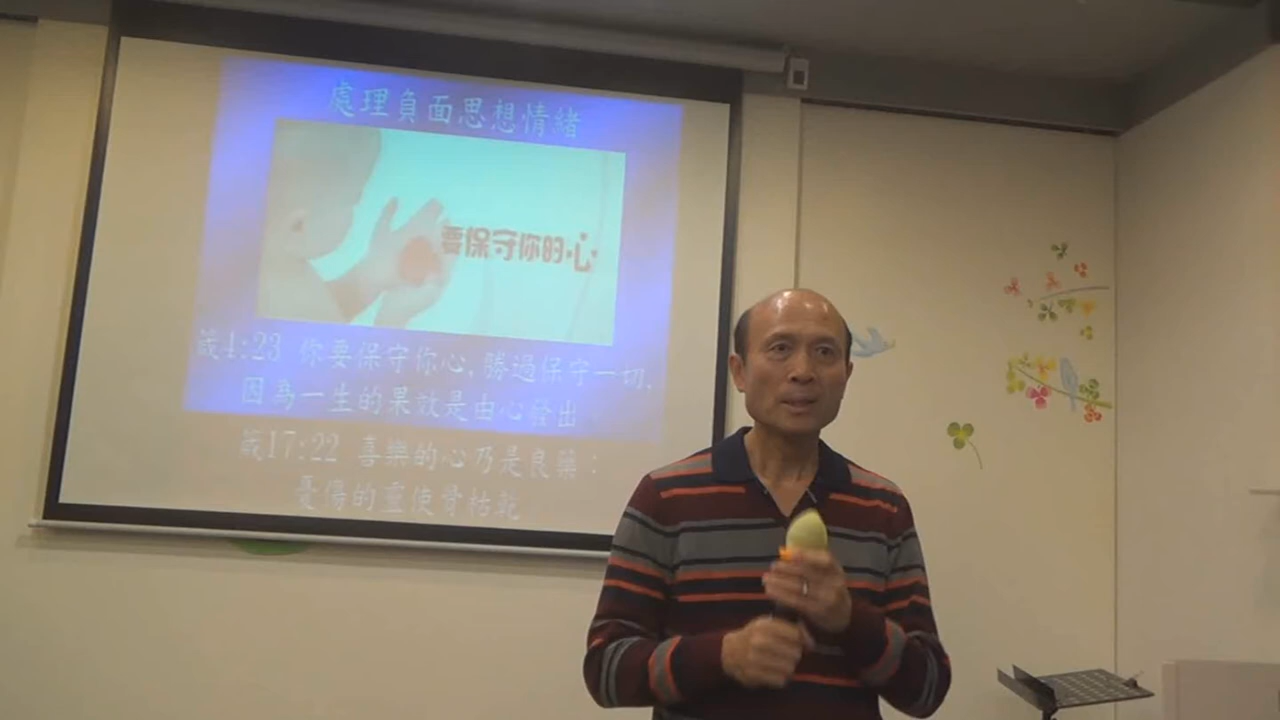 處理負面思想情緒
要保守你的心
箴4:23 你要保守你心,勝過保守一切,
因為一生的果效是由心發出
箴17:22 喜樂的心乃是良藥:
憂傷的靈使骨枯乾